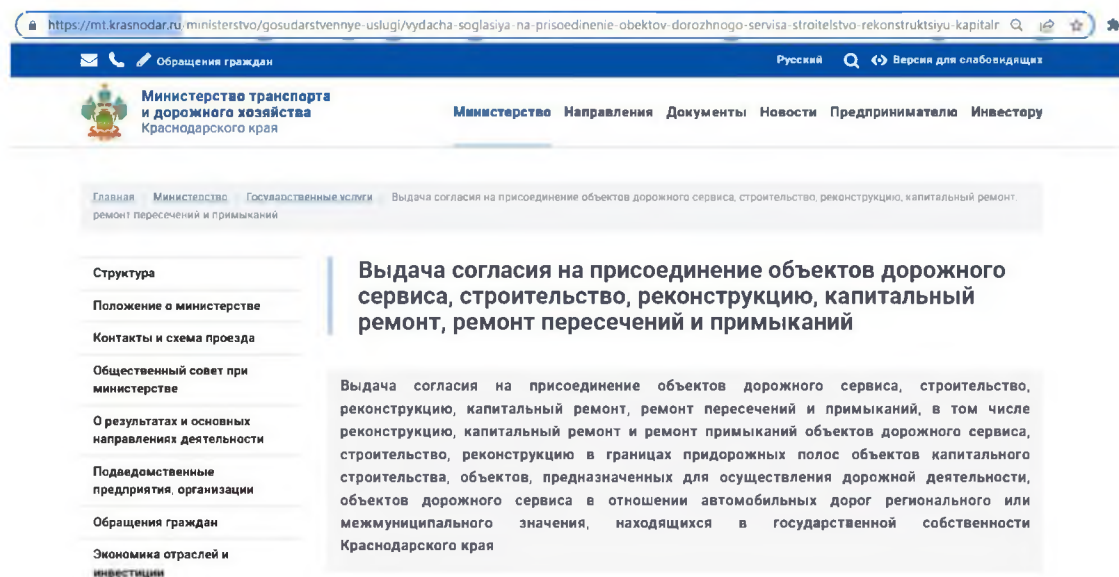 https://mt.krasnodar.ru/ministerstvo/gosudarstvennye-uslugi/vydacha-soglasiya-na-prisoedinenie-obektov-dorozhnogo-servisa-stroitelstvo-rekonstruktsiyu-kapitalr
Обращения граждан
Русский
Версия для слабовидящих
Министерство транспорта
и дорожного хозяйства
Краснодарского края
Министерство Направления Документы Новости Предпринимателю Инвестору
Главная Министерство Государственные услуги Выдача согласия на присоединение объектов дорожного сервиса, строительство, реконструкцию, капитальный ремонт,
ремонт пересечений и примыканий
Структура
Положение о министерстве
Контакты и схема проезда
Общественный совет при
министерстве
О результатах и основных
направлениях деятельности
Подведомственные
предприятия, организации
Обращения граждан
Экономика отраслей и
инвестиции
Выдача согласия на присоединение объектов дорожного
сервиса, строительство, реконструкцию, капитальный
ремонт, ремонт пересечений и примыканий
Выдача согласия на присоединение объектов дорожного сервиса, строительство,
реконструкцию, капитальный ремонт, ремонт пересечений и примыканий, в том числе
реконструкцию, капитальный ремонт и ремонт примыканий объектов дорожного сервиса,
строительство, реконструкцию в границах придорожных полос объектов капитального
строительства, объектов, предназначенных для осуществления дорожной деятельности,
объектов дорожного сервиса в отношении автомобильных дорог регионального или
межмуниципального значения, находящихся в государственной собственности
Краснодарского края